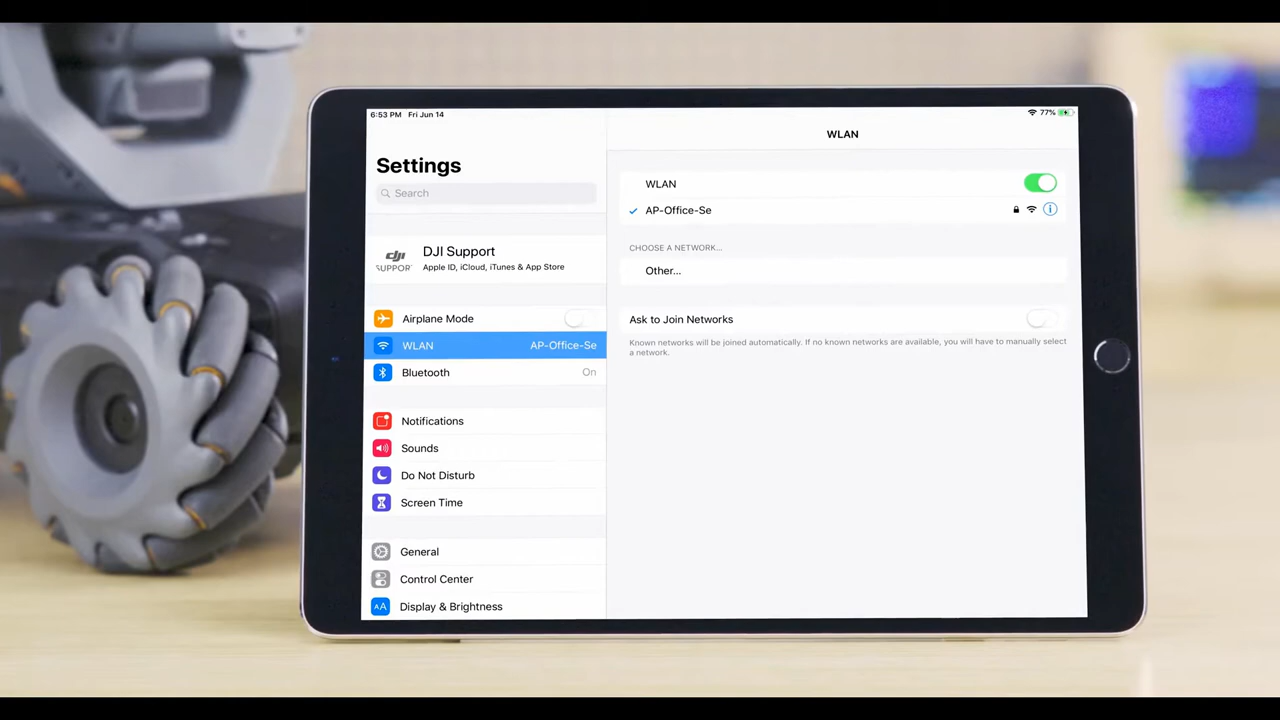 6:53 PM Fri Jun 14
77%
Settings
Search
dji
SUPPORT
DJI Support
Apple ID, iCloud, iTunes & App Store
Airplane Mode
WLAN AP-Office-Se
Bluetooth On
Notifications
Sounds
Do Not Disturb
Screen Time
General
Control Center
AA
Display & Brightness
WLAN
WLAN
AP-Office-Se
CHOOSE A NETWORK...
Other...
Ask to Join Networks
Known networks will be joined automatically. If no known networks are available, you will have to manually select
a network.